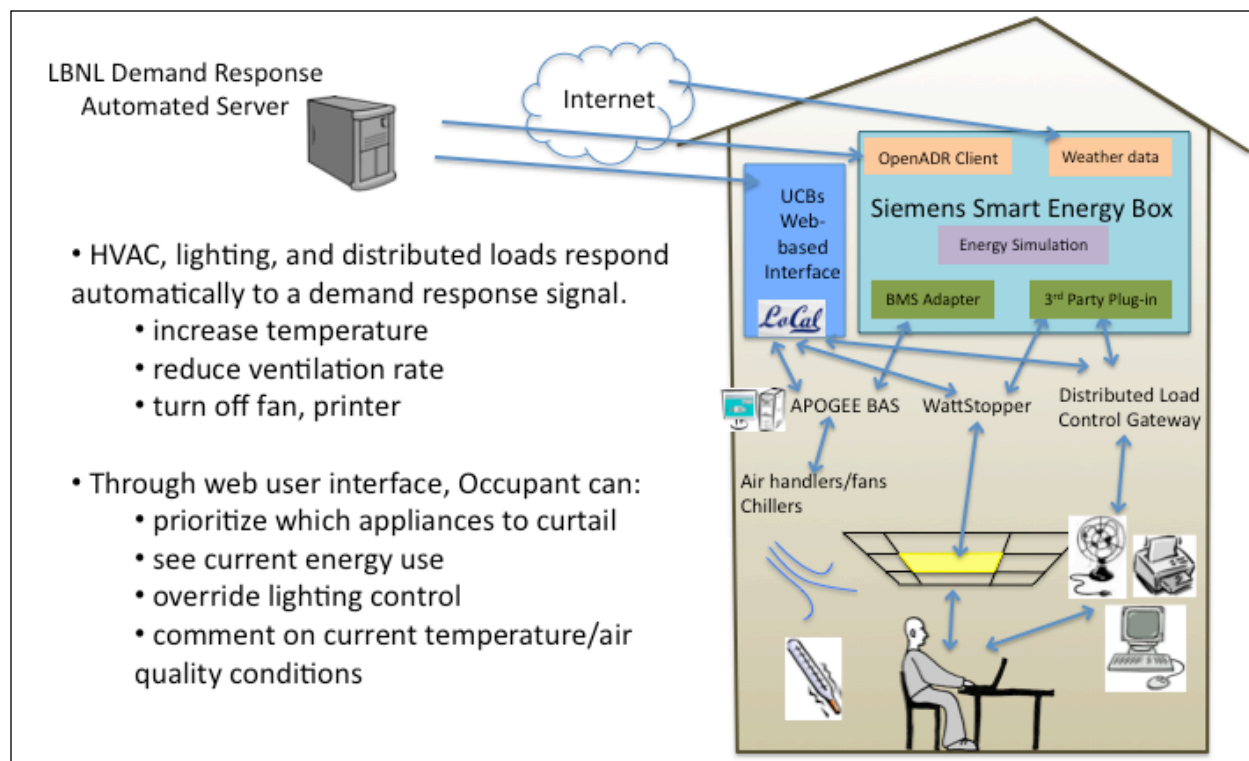 LBNL Demand Response
Automated Server
Internet
• HVAC, lighting, and distributed loads respond
automatically to a demand response signal.
• increase temperature
• reduce ventilation rate
• turn off fan, printer
• Through web user interface, Occupant can:
• prioritize which appliances to curtail
• see current energy use
• override lighting control
• comment on current temperature/air
quality conditions
UCBs
Web-
based
Interface
LoCal
OpenADR Client
Weather data
Siemens Smart Energy Box
Energy Simulation
BMS Adapter
3rd Party Plug-in
APOGEE BAS
WattStopper
Distributed Load
Control Gateway
Air handlers/fans
Chillers